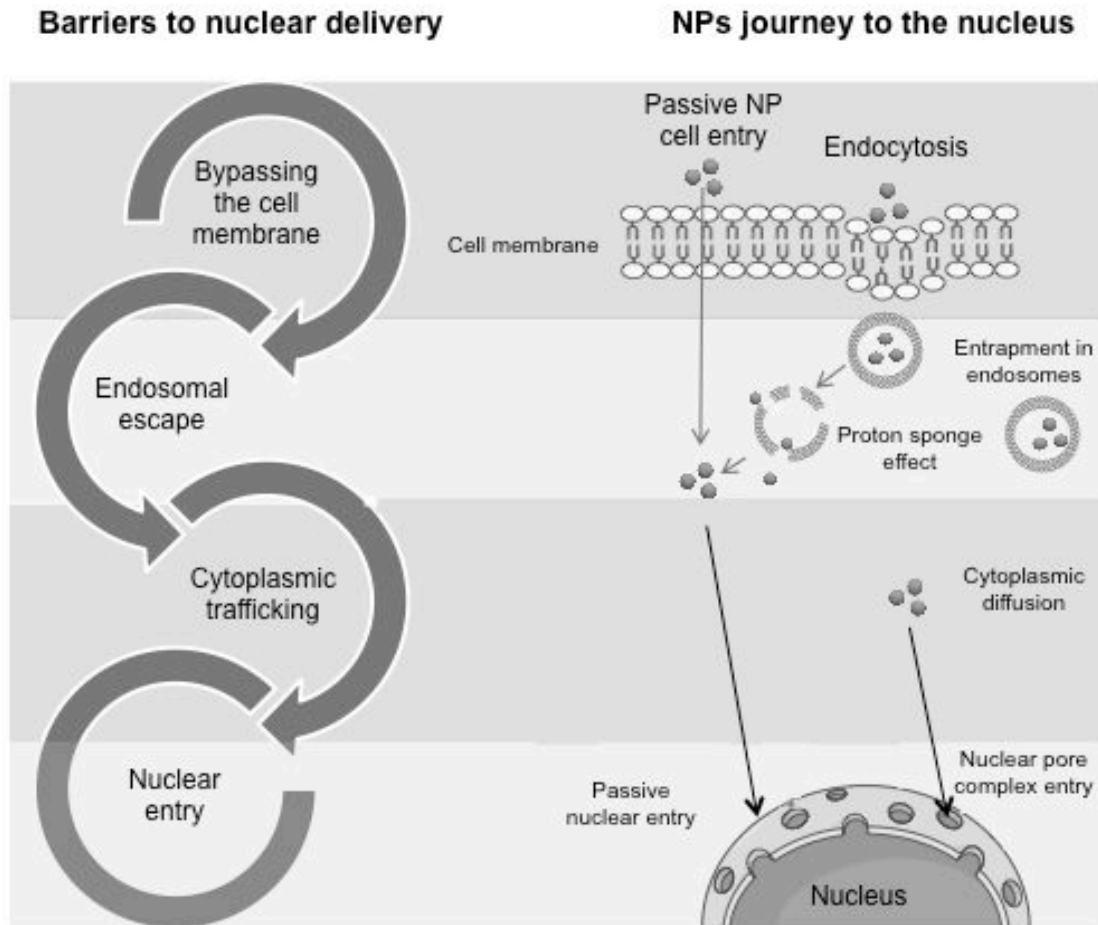 Barriers to nuclear delivery
NPs journey to the nucleus
Bypassing
the cell
membrane
Passive NP
cell entry
Endocytosis
Cell membrane
Endosomal
escape
Entrapment in
endosomes
Proton sponge
effect
Cytoplasmic
trafficking
Cytoplasmic
diffusion
Nuclear
entry
Passive
nuclear entry
Nuclear pore
complex entry
Nucleus